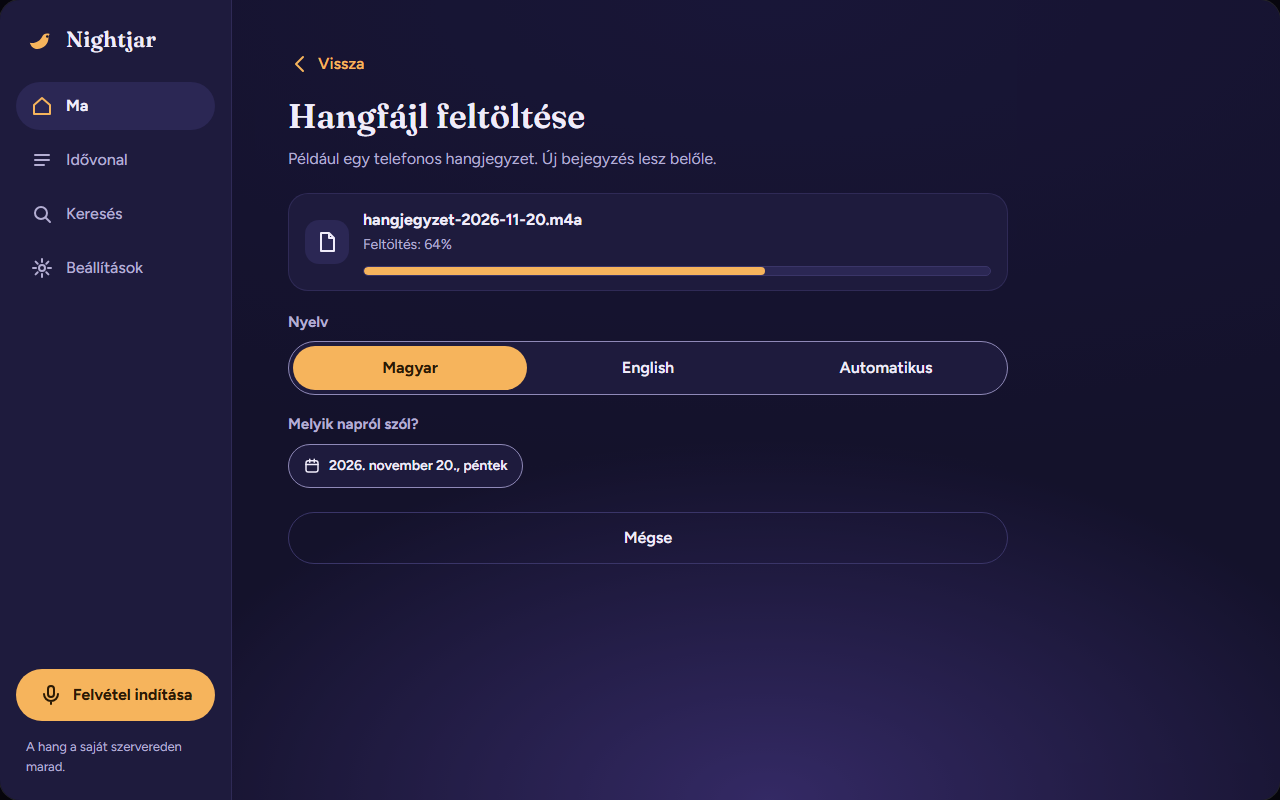 Nightjar
Ma
Idővonal
Keresés
Beállítások
Felvétel indítása
A hang a saját szervereden
marad.
Vissza
Hangfájl feltöltése
Például egy telefonos hangjegyzet. Új bejegyzés lesz belőle.
hangjegyzet-2026-11-20.m4a
Feltöltés: 64%
Nyelv
Magyar
English
Automatikus
Melyik napról szól?
2026. november 20., péntek
Mégse